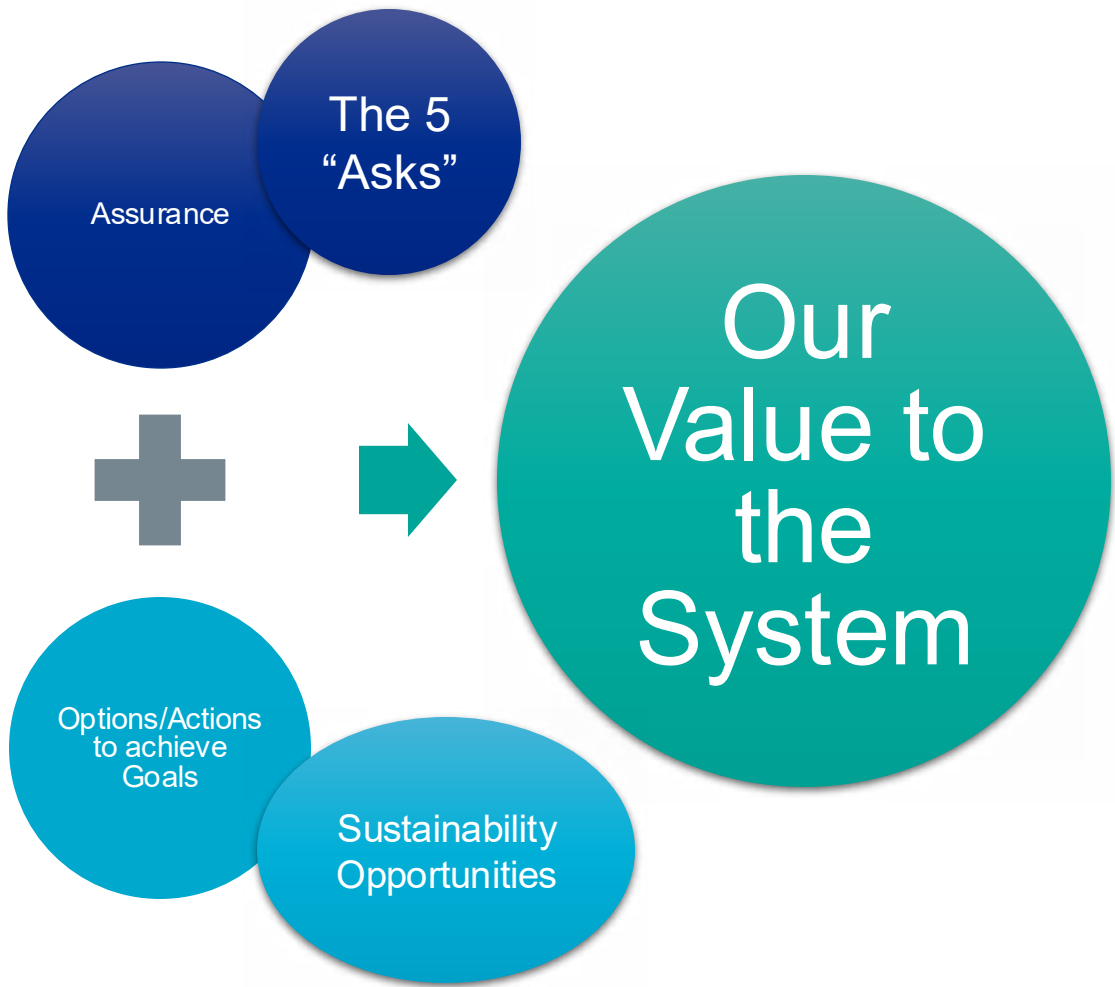 The 5
“Asks”
Assurance
Our
Value to
the
System
Options/Actions
to achieve
Goals
Sustainability
Opportunities